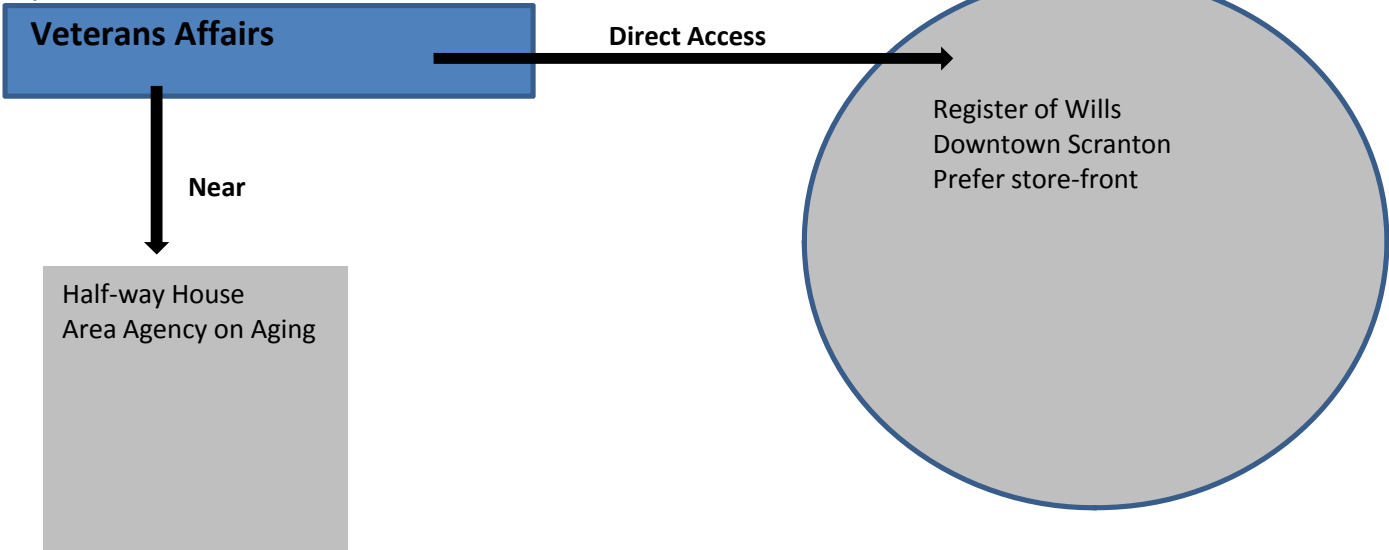 Veterans Affairs
Direct Access
Register of Wills
Downtown Scranton
Prefer store-front
Near
Half-way House
Area Agency on Aging